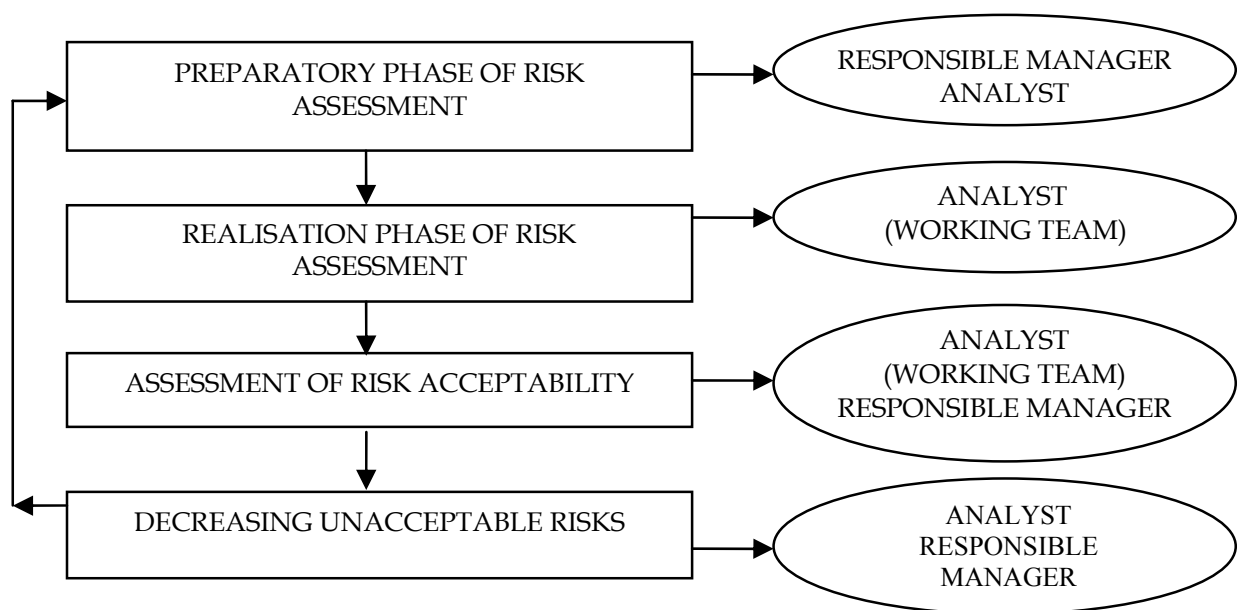 PREPARATORY PHASE OF RISK
ASSESSMENT
RESPONSIBLE MANAGER
ANALYST
REALISATION PHASE OF RISK
ASSESSMENT
ANALYST
(WORKING TEAM)
ASSESSMENT OF RISK ACCEPTABILITY
ANALYST
(WORKING TEAM)
RESPONSIBLE MANAGER
DECREASING UNACCEPTABLE RISKS
ANALYST
RESPONSIBLE
MANAGER